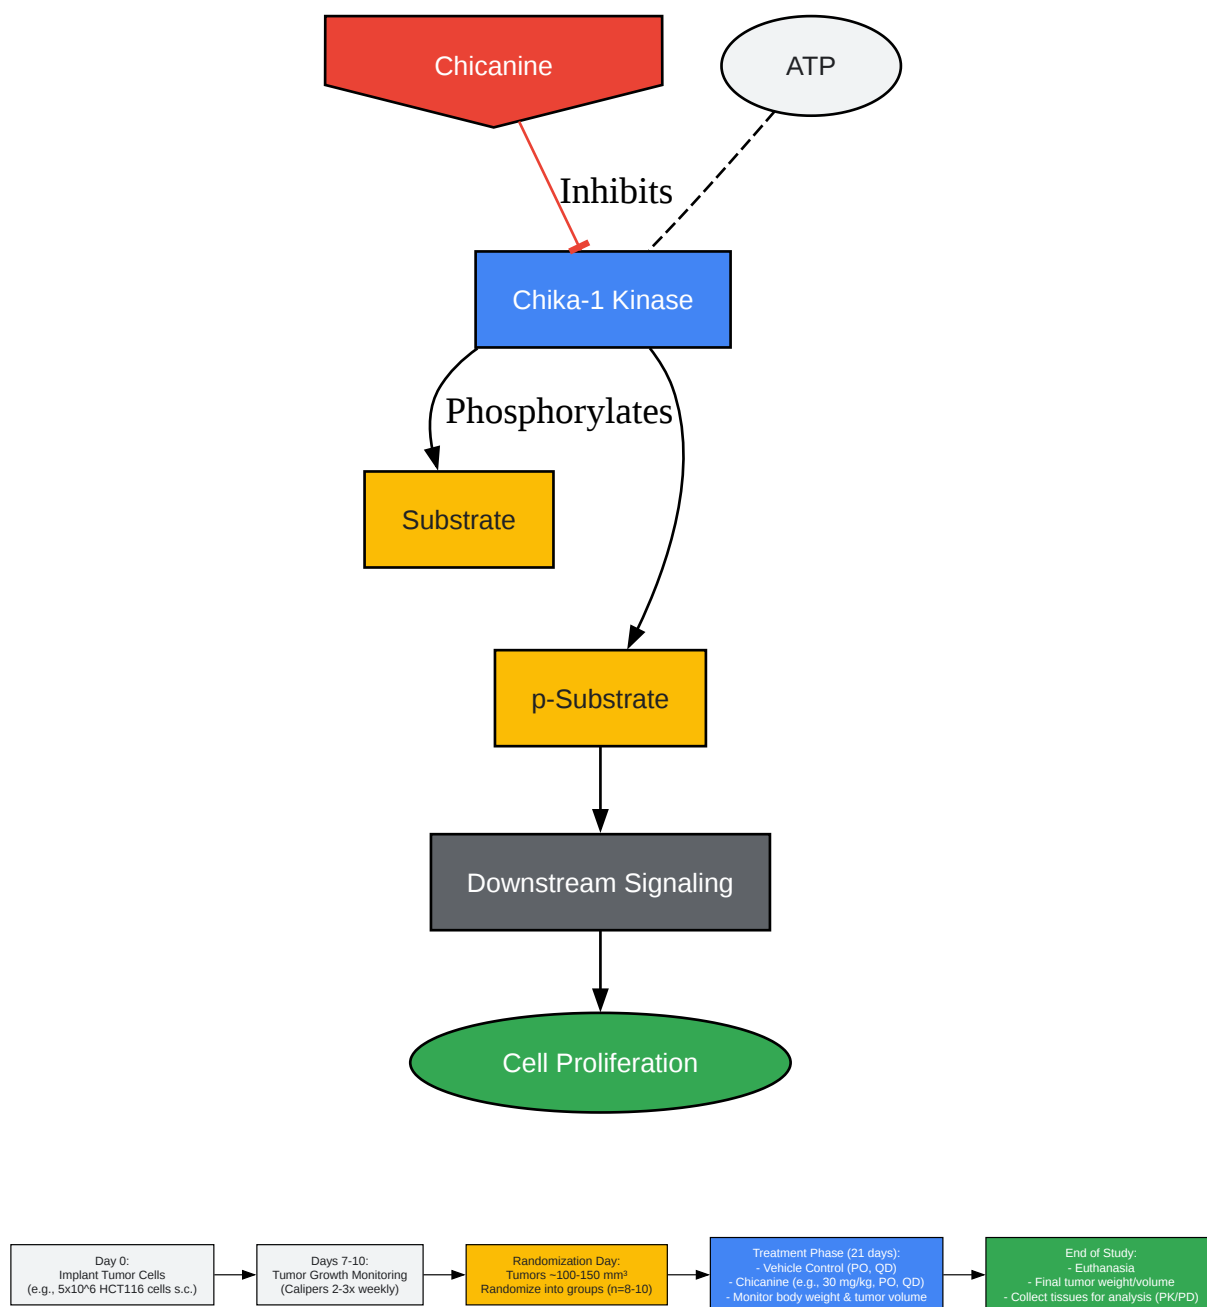 Chicanine
ATP
Inhibits
Chika-1 Kinase
Phosphorylates
Substrate
p-Substrate
Downstream Signaling
Cell Proliferation
Day 0:
Implant Tumor Cells
(e.g., 5x10^6 HCT116 cells s.c.)
Days 7-10:
Tumor Growth Monitoring
(Calipers 2-3x weekly)
Randomization Day:
Tumors ~100-150 mm³
Randomize into groups (n=8-10)
Treatment Phase (21 days):
- Vehicle Control (PO, QD)
- Chicanine (e.g., 30 mg/kg, PO, QD)
- Monitor body weight & tumor volume
End of Study:
- Euthanasia
- Final tumor weight/volume
- Collect tissues for analysis (PK/PD)